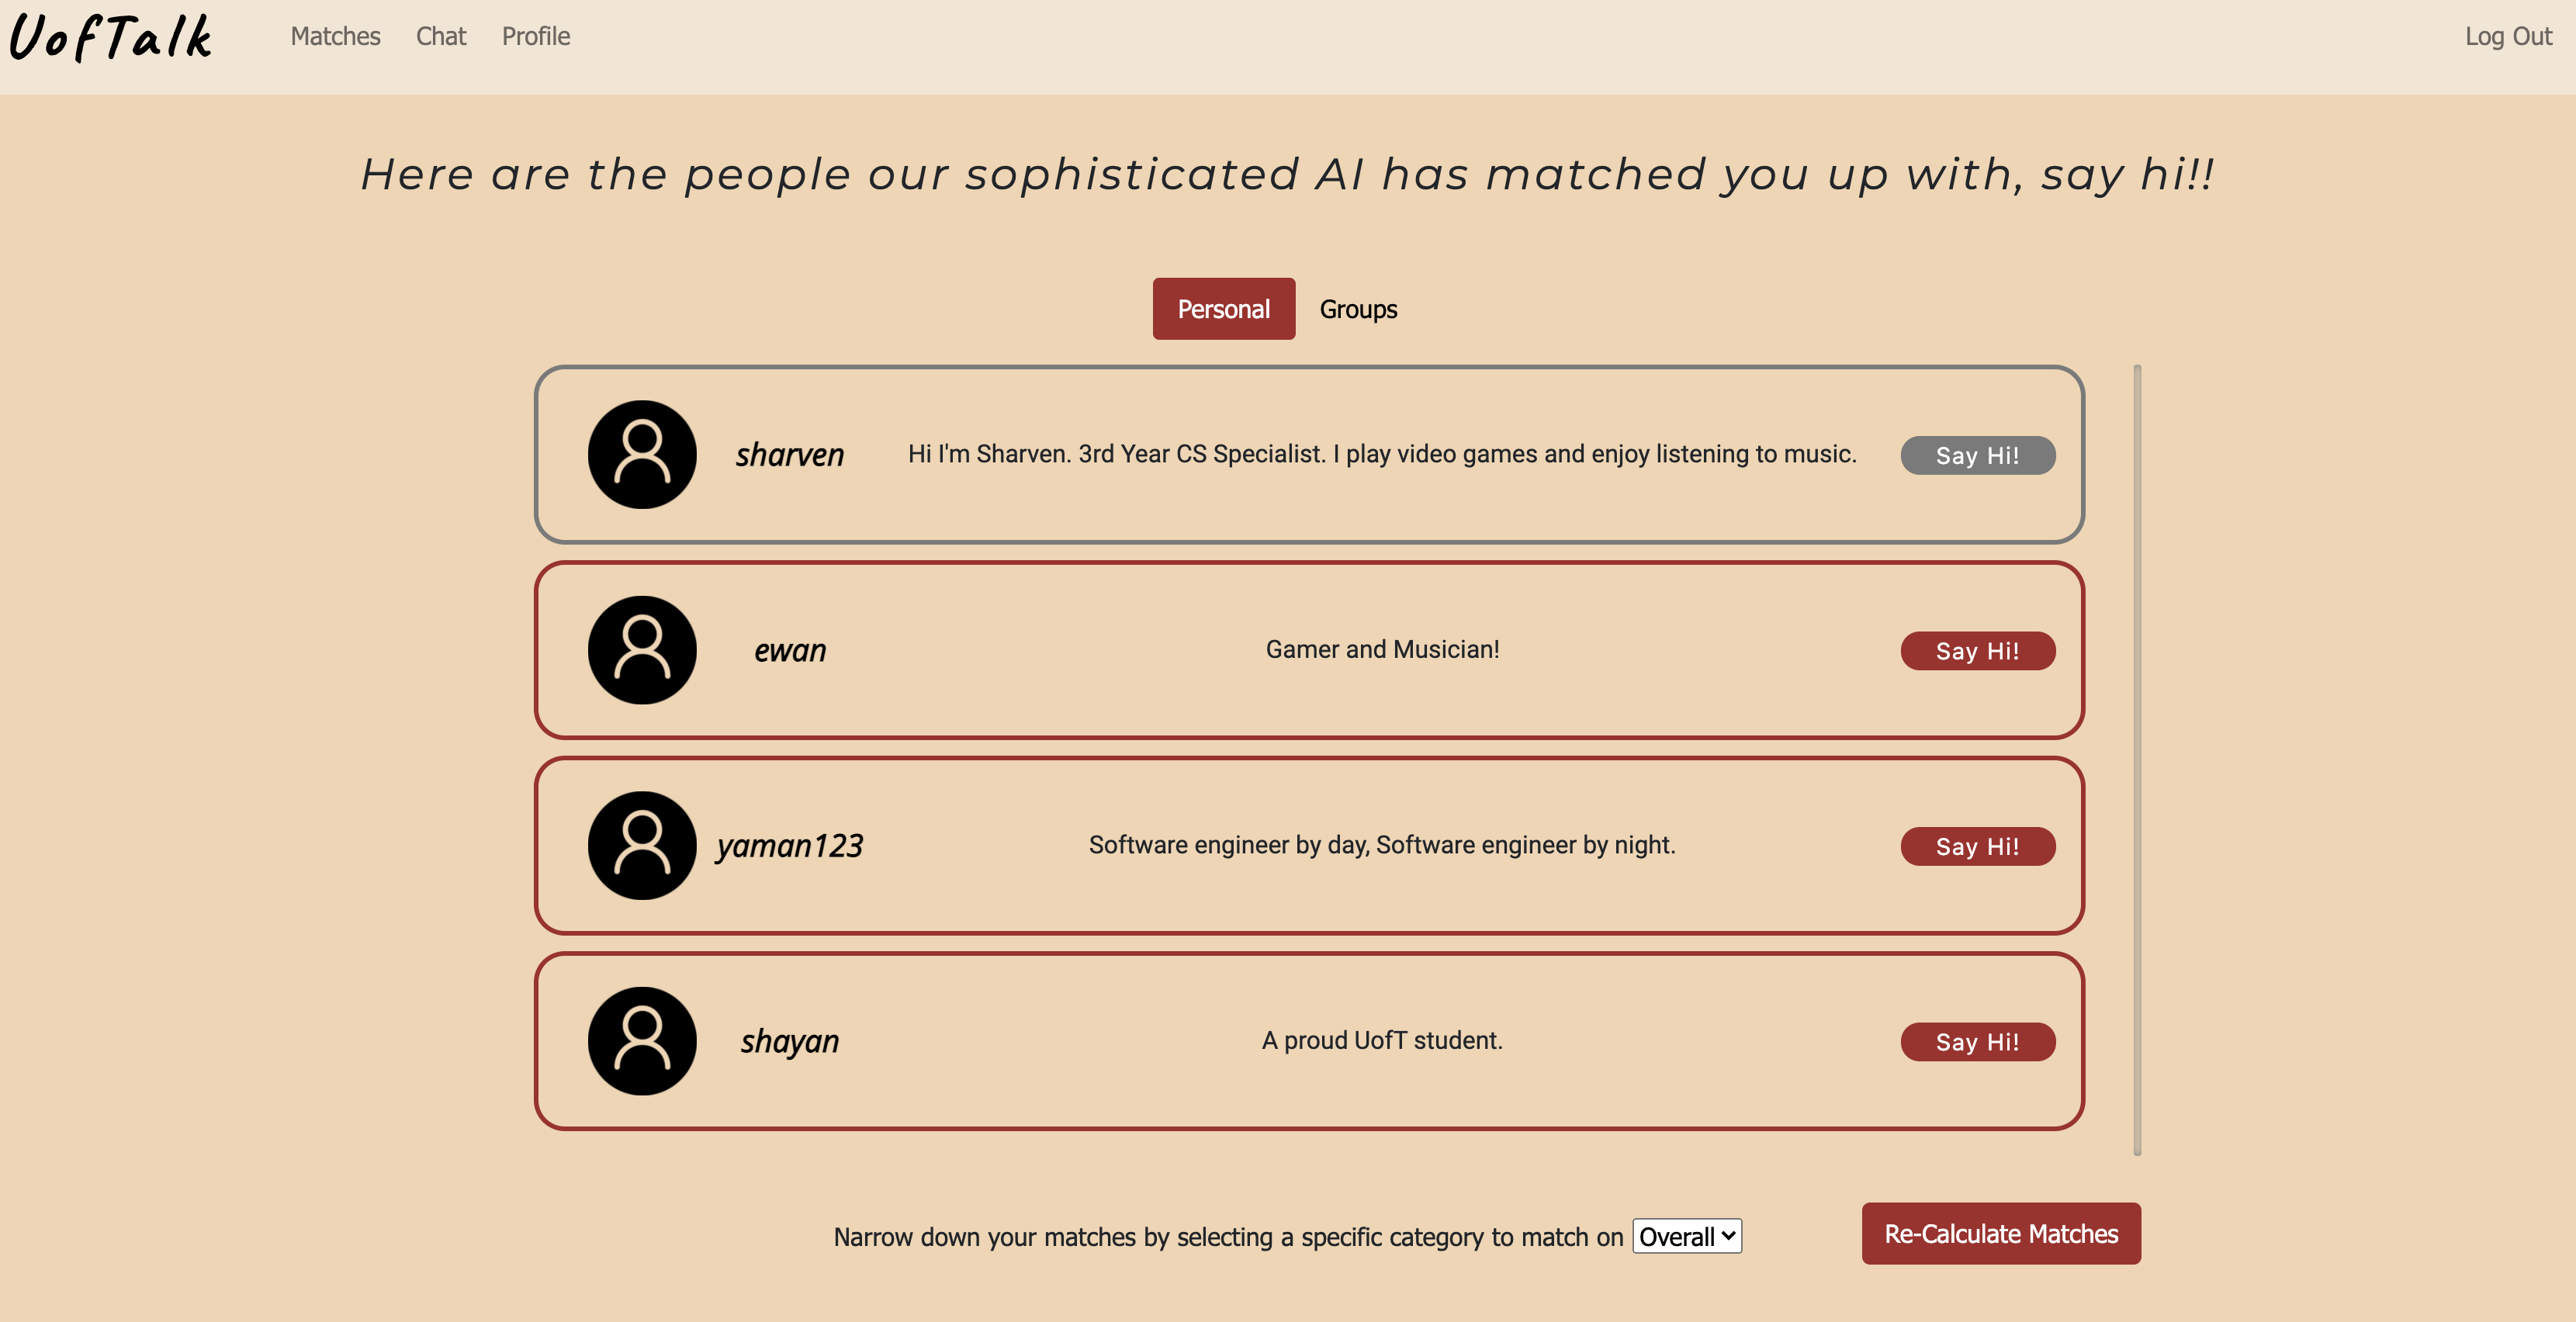 UofTalk Matches Chat Profile Log Out
Here are the people our sophisticated AI has matched you up with, say hi!!
Personal Groups
sharven Hi I'm Sharven. 3rd Year CS Specialist. I play video games and enjoy listening to music. Say Hi!
ewan Gamer and Musician! Say Hi!
yaman123 Software engineer by day, Software engineer by night. Say Hi!
shayan A proud UofT student. Say Hi!
Narrow down your matches by selecting a specific category to match on Overall Re-Calculate Matches